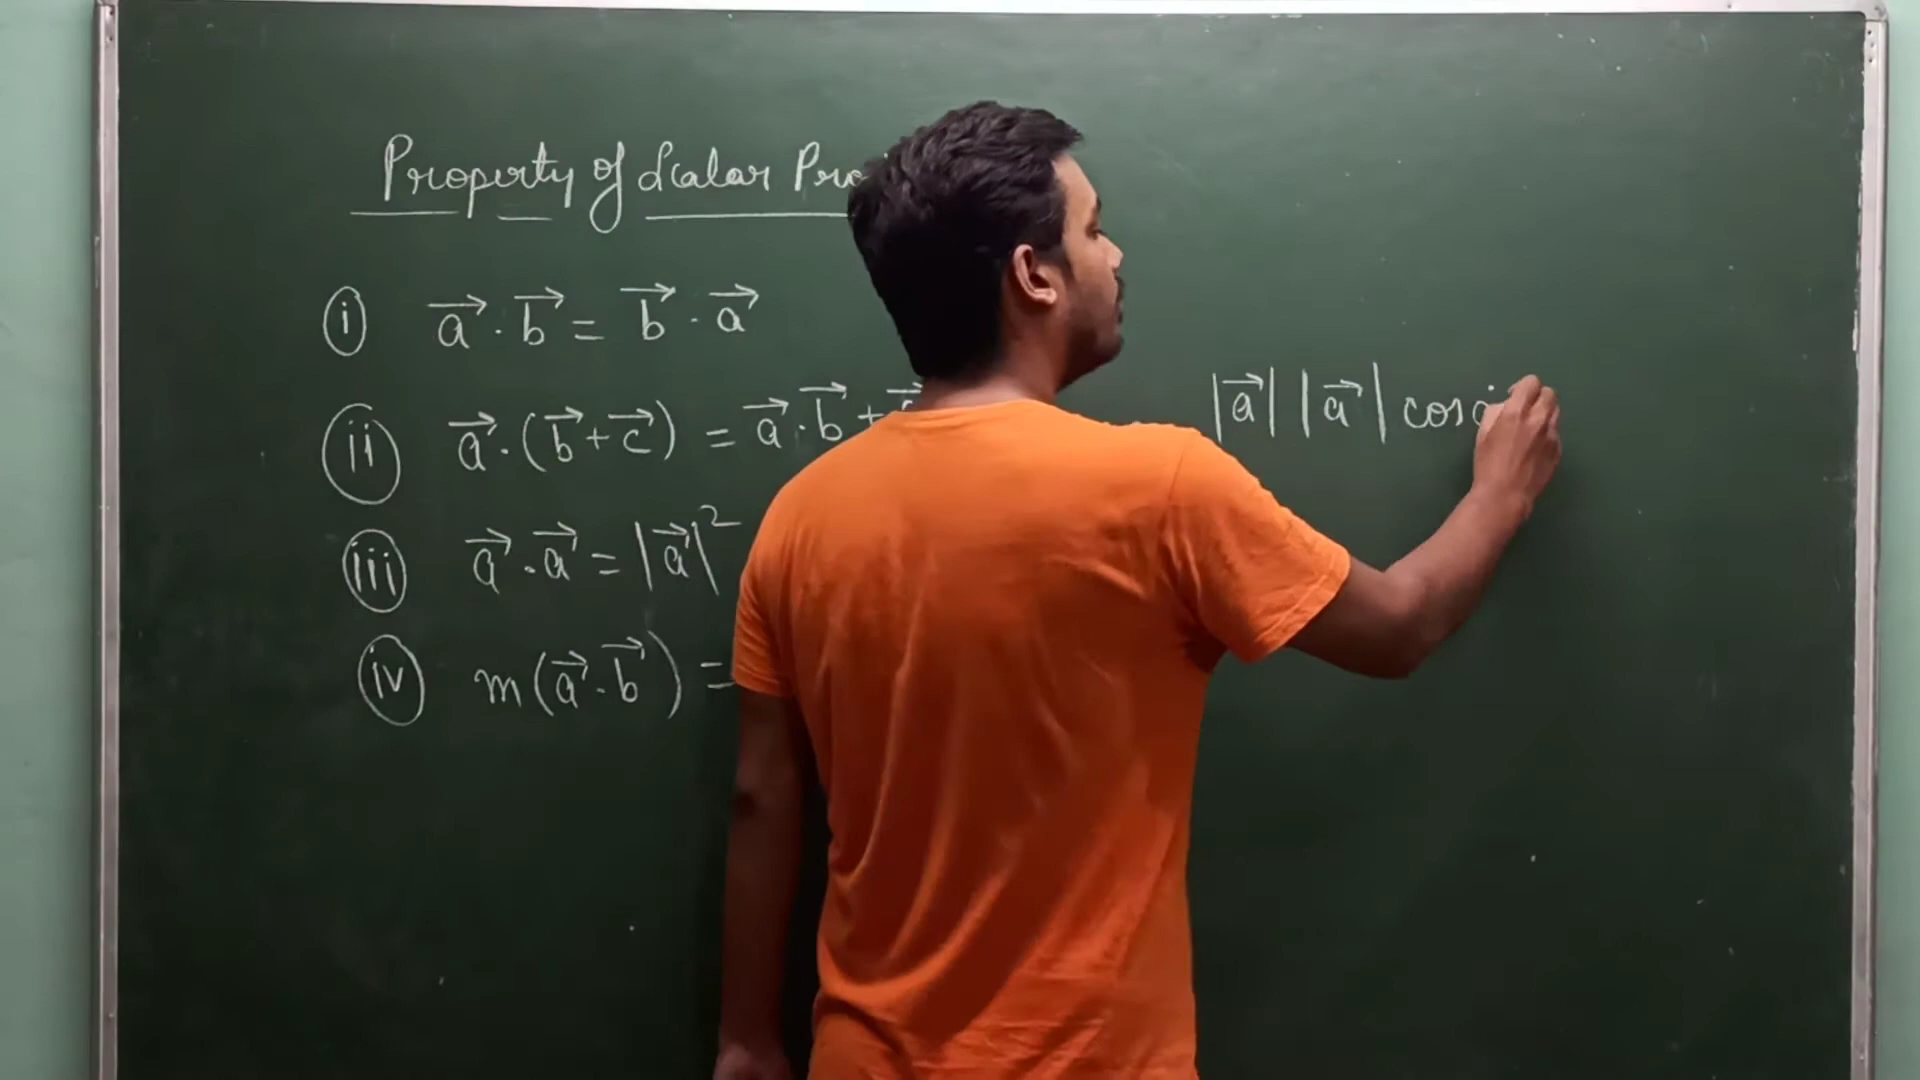 Property of Scalar Pro
(i) a⃗ . b⃗ = b⃗ . a⃗
(ii) a⃗ . (b⃗ + c⃗) = a⃗ . b⃗ +
|a⃗| |a⃗| cos
(iii) a⃗ . a⃗ = |a⃗|²
(iv) m(a⃗ . b⃗) =